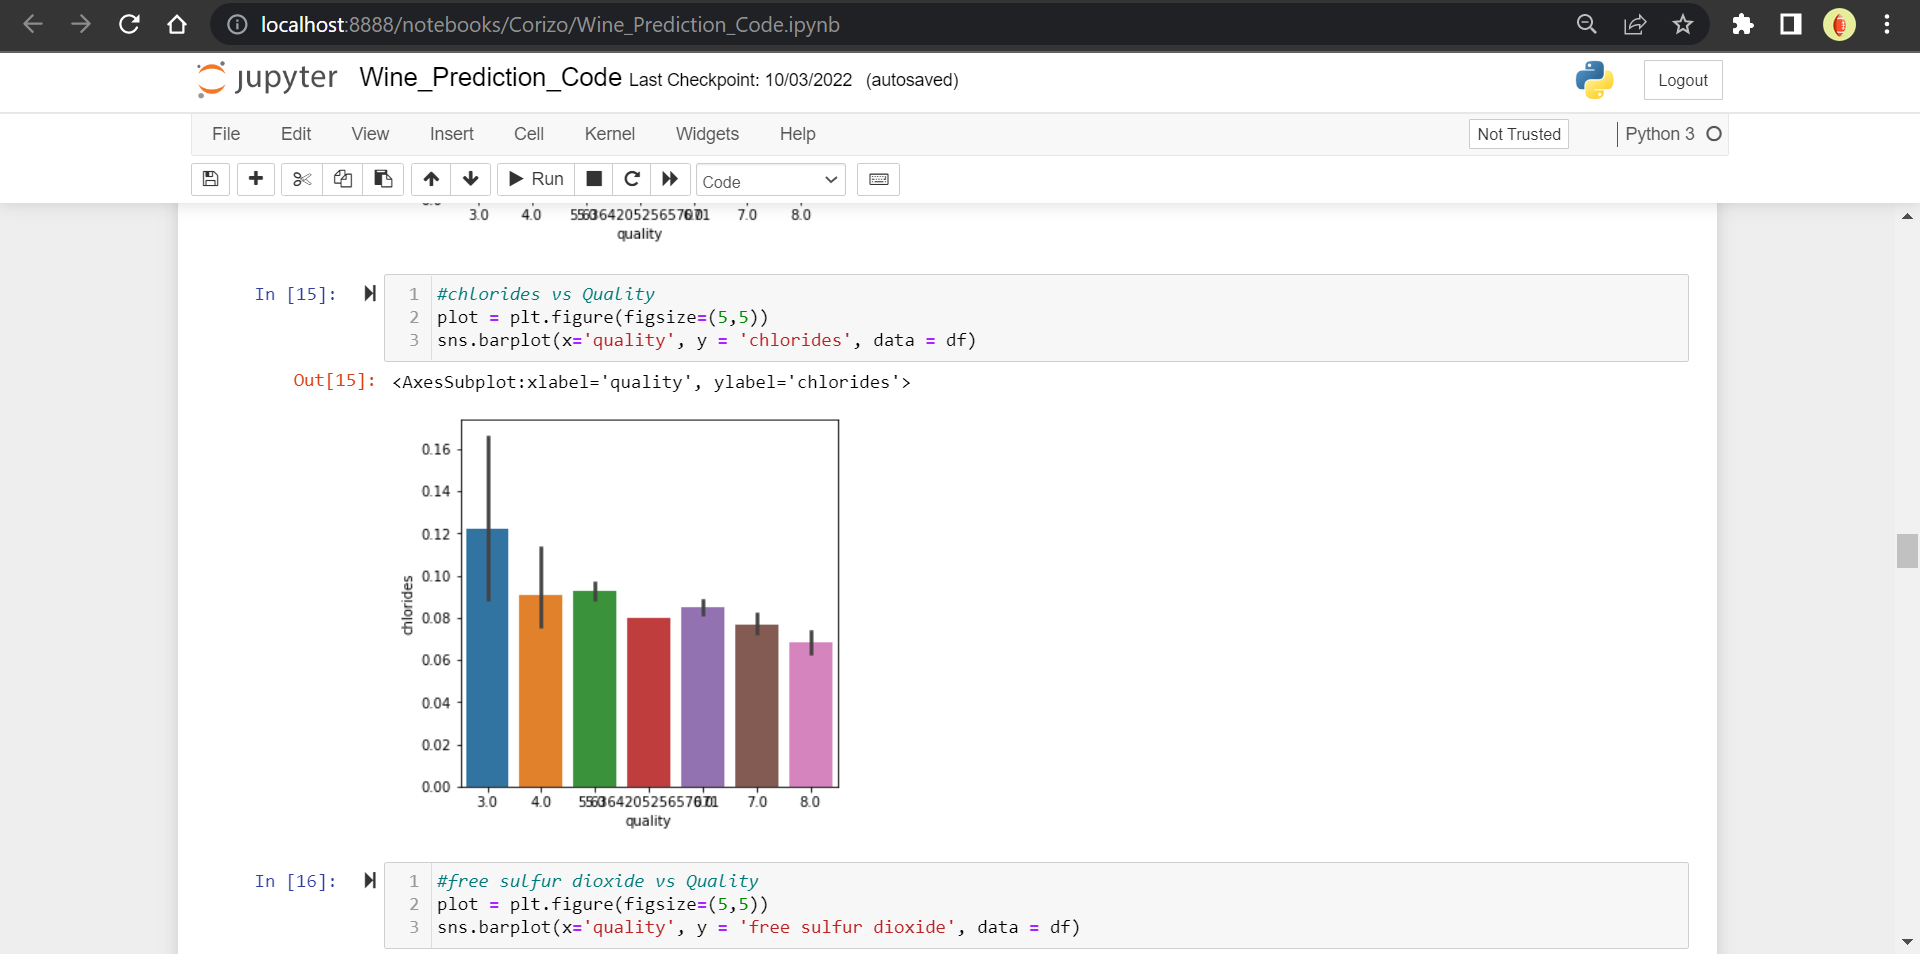 localhost:8888/notebooks/Corizo/Wine_Prediction_Code.ipynb
jupyter Wine_Prediction_Code Last Checkpoint: 10/03/2022 (autosaved) Logout
File Edit View Insert Cell Kernel Widgets Help Not Trusted Python 3
Run Code
3.0 4.0 7.0 8.0
quality
In [15]:
1 #chlorides vs Quality
2 plot = plt.figure(figsize=(5,5))
3 sns.barplot(x='quality', y = 'chlorides', data = df)
Out[15]: <AxesSubplot:xlabel='quality', ylabel='chlorides'>
0.16
0.14
0.12
0.10
0.08
0.06
0.04
0.02
0.00
chlorides
3.0 4.0 7.0 8.0
quality
In [16]:
1 #free sulfur dioxide vs Quality
2 plot = plt.figure(figsize=(5,5))
3 sns.barplot(x='quality', y = 'free sulfur dioxide', data = df)